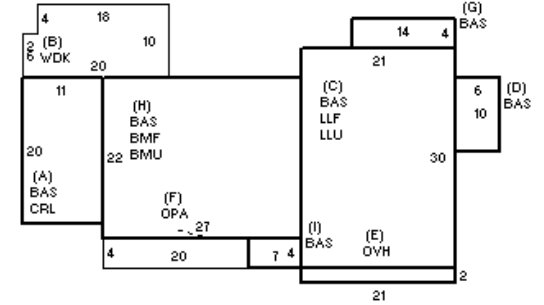 (G)
BAS
4
18
14
4
(B)
WDK
10
2
6
20
21
(C)
BAS
LLF
LLU
(D)
BAS
6
10
11
(H)
BAS
BMF
BMU
20
22
30
(A)
BAS
CRL
(F)
OPA
27
(I)
BAS
(E)
OVH
4
20
7
4
2
21